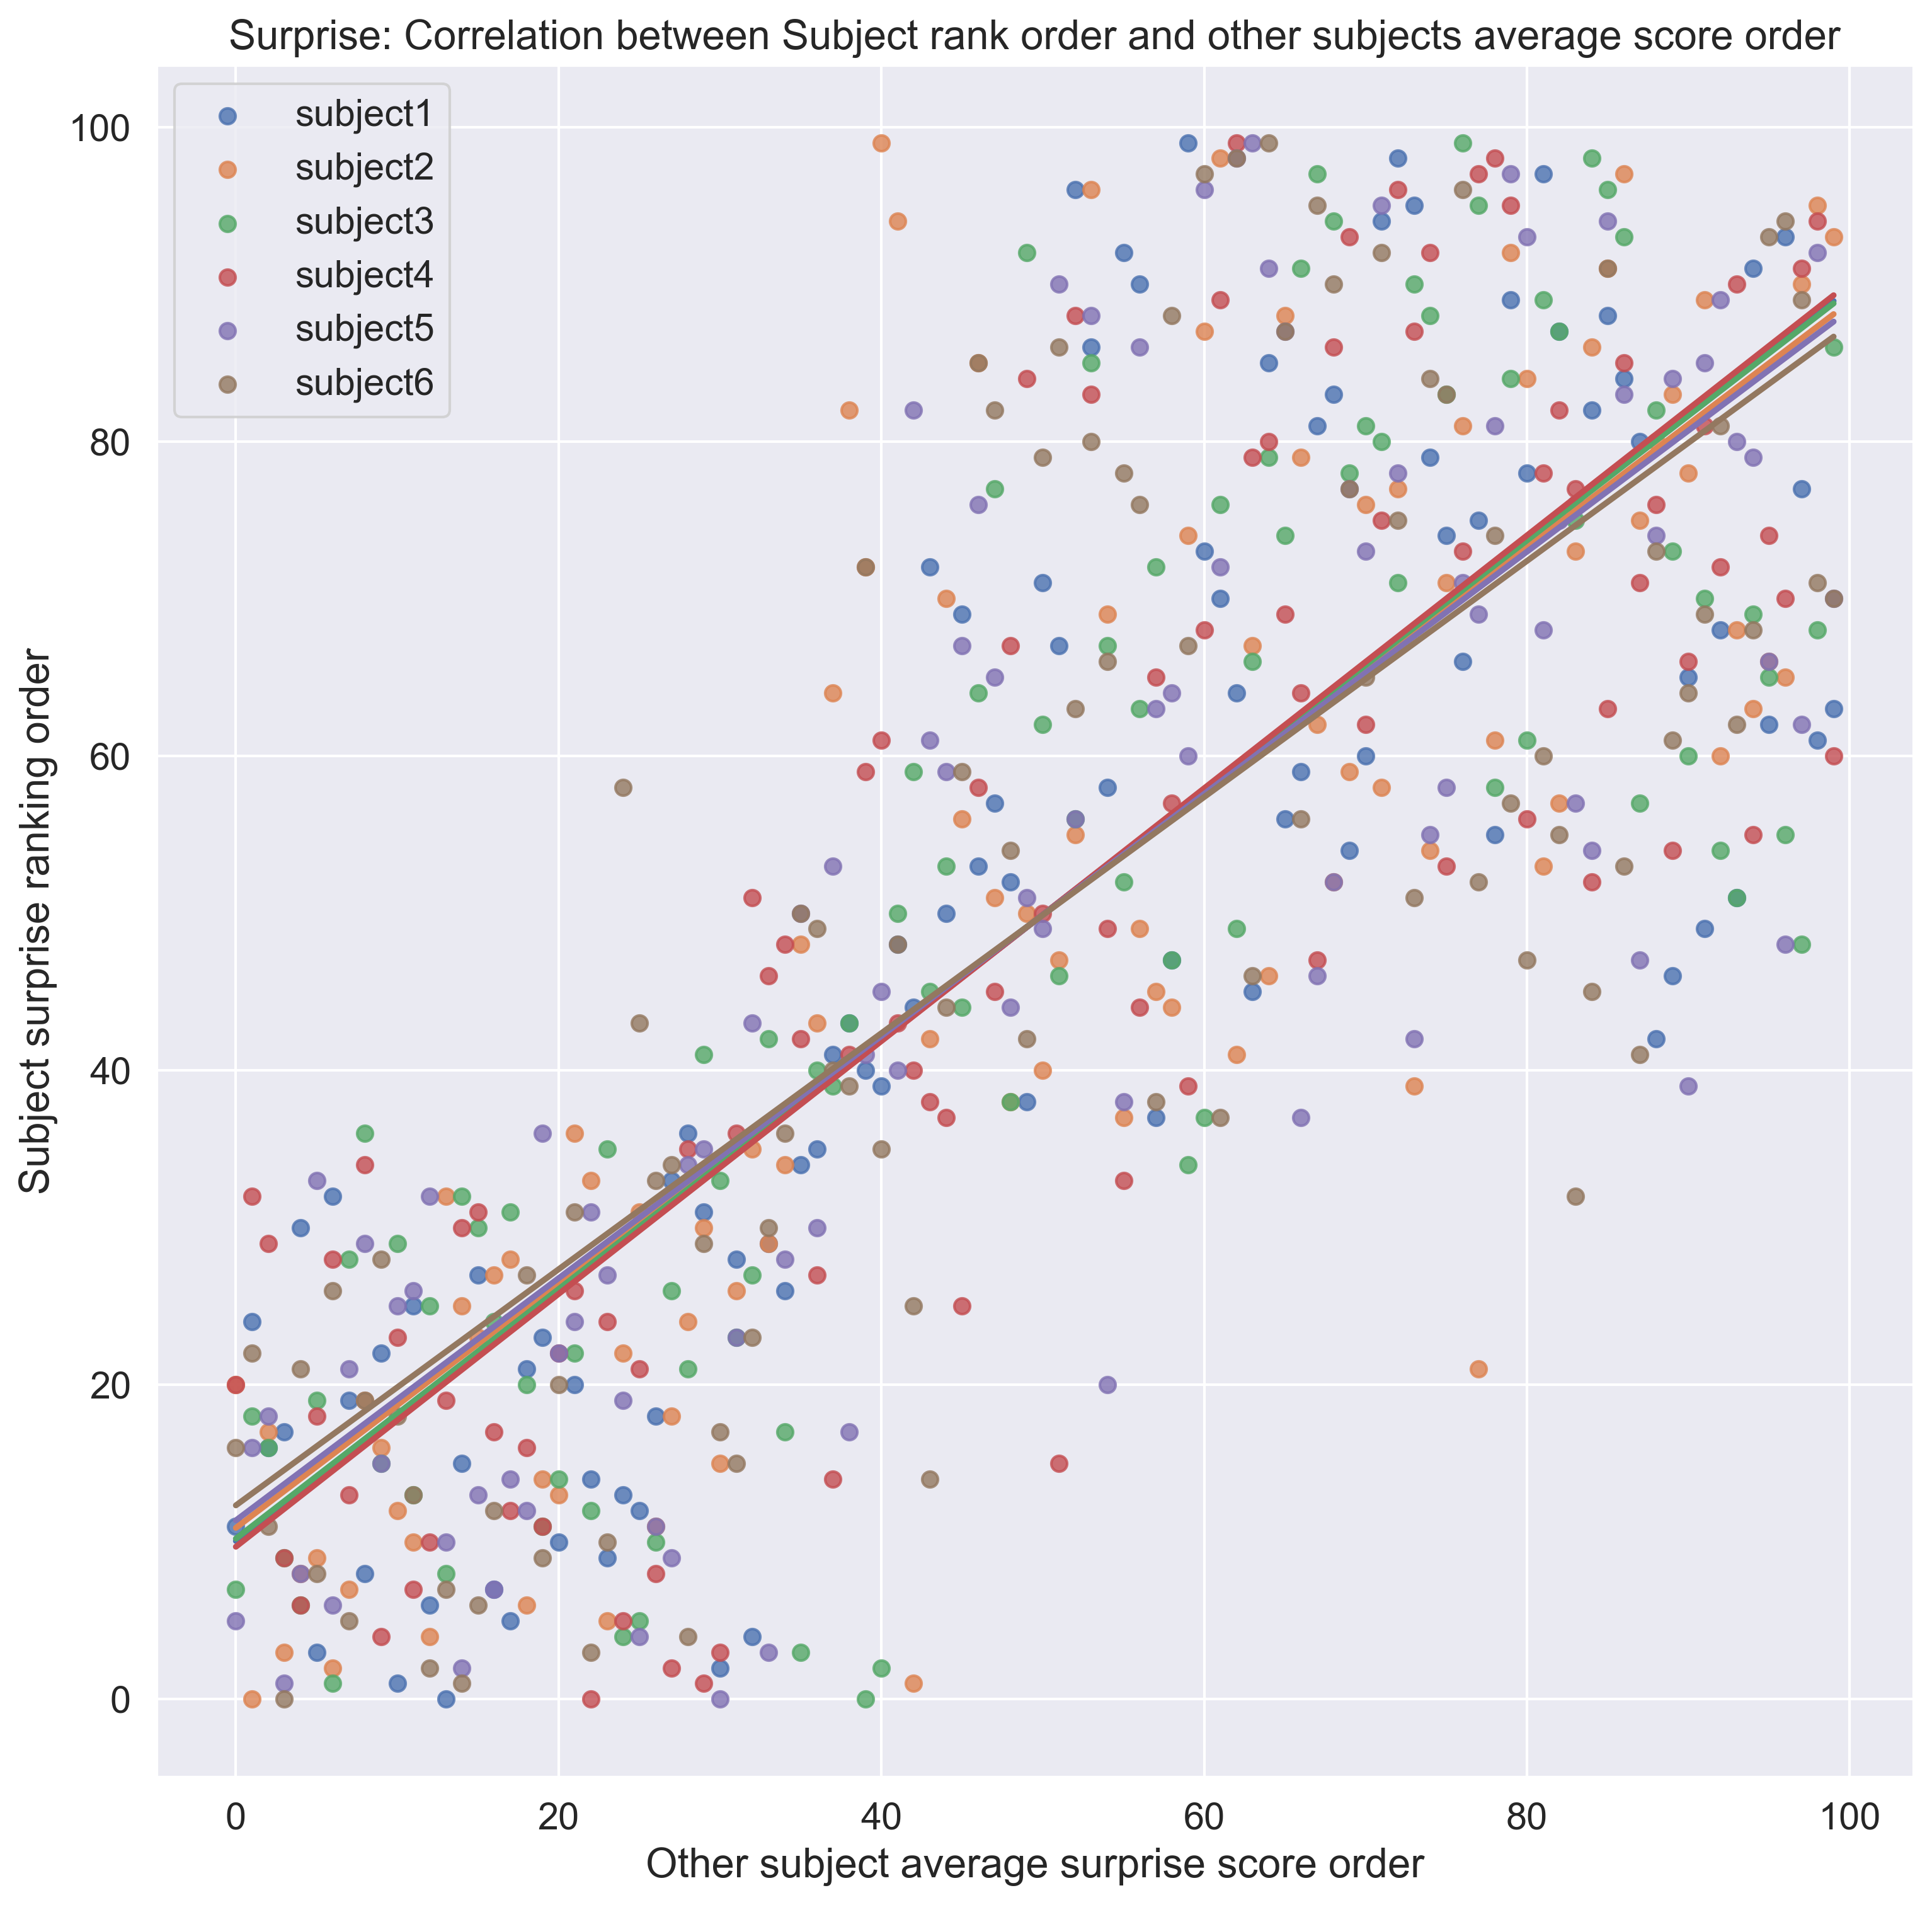 Surprise: Correlation between Subject rank order and other subjects average score order
subject1
subject2
subject3
subject4
subject5
subject6
100
80
60
40
20
0
Subject surprise ranking order
0 20 40 60 80 100
Other subject average surprise score order